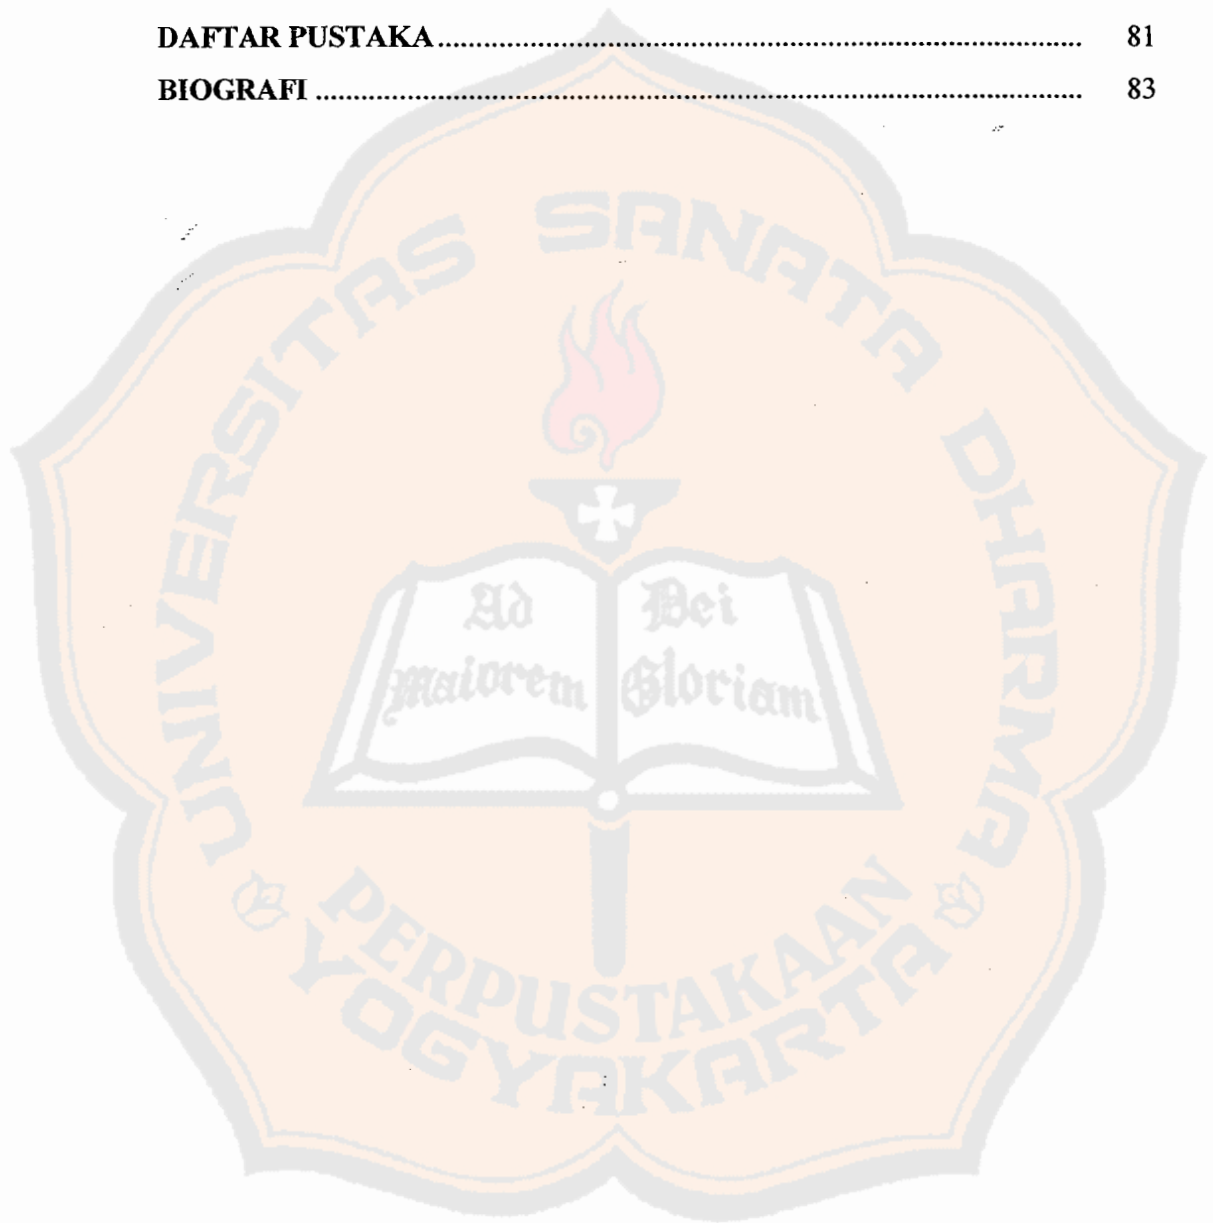 DAFTAR PUSTAKA ........................................................................................ 81
BIOGRAFI ........................................................................................................ 83
UNIVERSITAS SANATA DHARMA
Ad Dei
Maiorem Gloriam
PERPUSTAKAAN
YOGYAKARTA